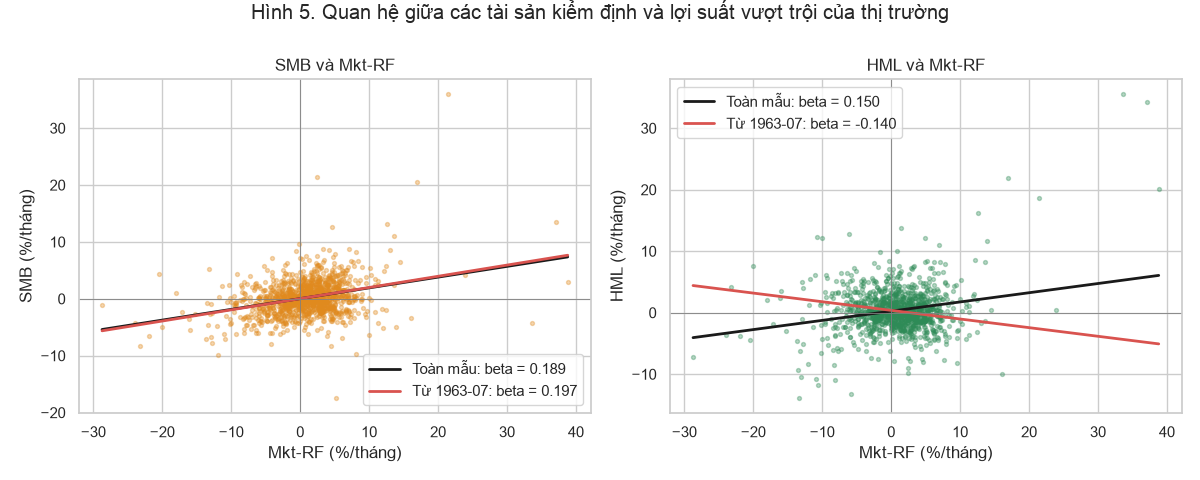 Hình 5. Quan hệ giữa các tài sản kiểm định và lợi suất vượt trội của thị trường
SMB và Mkt-RF
SMB (%/tháng)
30
20
10
0
−10
−20
Toàn mẫu: beta = 0.189
Từ 1963-07: beta = 0.197
−30 −20 −10 0 10 20 30 40
Mkt-RF (%/tháng)
HML và Mkt-RF
Toàn mẫu: beta = 0.150
Từ 1963-07: beta = -0.140
HML (%/tháng)
30
20
10
0
−10
−30 −20 −10 0 10 20 30 40
Mkt-RF (%/tháng)